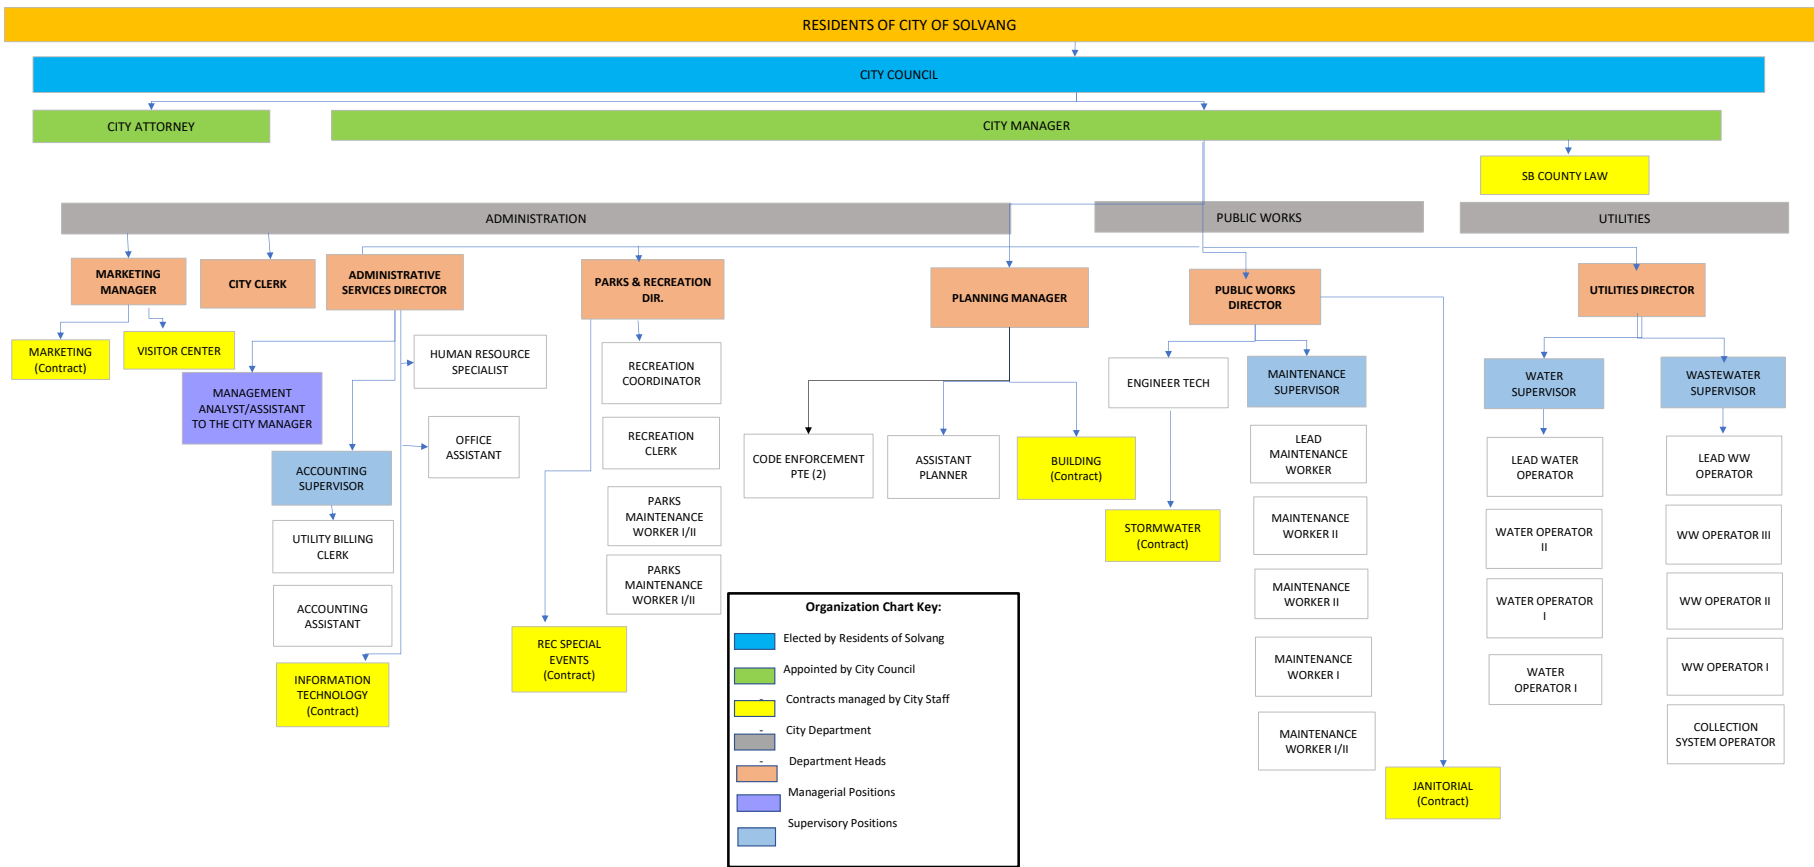 RESIDENTS OF CITY OF SOLVANG
CITY COUNCIL
CITY ATTORNEY
CITY MANAGER
SB COUNTY LAW
ADMINISTRATION
PUBLIC WORKS
UTILITIES
MARKETING
MANAGER
CITY CLERK
ADMINISTRATIVE
SERVICES DIRECTOR
PARKS & RECREATION
DIR.
PLANNING MANAGER
PUBLIC WORKS
DIRECTOR
UTILITIES DIRECTOR
MARKETING
(Contract)
VISITOR CENTER
MANAGEMENT
ANALYST/ASSISTANT
TO THE CITY MANAGER
HUMAN RESOURCE
SPECIALIST
OFFICE
ASSISTANT
ACCOUNTING
SUPERVISOR
UTILITY BILLING
CLERK
ACCOUNTING
ASSISTANT
INFORMATION
TECHNOLOGY
(Contract)
RECREATION
COORDINATOR
RECREATION
CLERK
PARKS
MAINTENANCE
WORKER I/II
PARKS
MAINTENANCE
WORKER I/II
REC SPECIAL
EVENTS
(Contract)
CODE ENFORCEMENT
PTE (2)
ASSISTANT
PLANNER
BUILDING
(Contract)
ENGINEER TECH
STORMWATER
(Contract)
MAINTENANCE
SUPERVISOR
LEAD
MAINTENANCE
WORKER
MAINTENANCE
WORKER II
MAINTENANCE
WORKER II
MAINTENANCE
WORKER I
MAINTENANCE
WORKER I/II
JANITORIAL
(Contract)
WATER
SUPERVISOR
LEAD WATER
OPERATOR
WATER OPERATOR
II
WATER OPERATOR
I
WATER
OPERATOR I
WASTEWATER
SUPERVISOR
LEAD WW
OPERATOR
WW OPERATOR III
WW OPERATOR II
WW OPERATOR I
COLLECTION
SYSTEM OPERATOR
Organization Chart Key:
Elected by Residents of Solvang
Appointed by City Council
- Contracts managed by City Staff
- City Department
- Department Heads
Managerial Positions
Supervisory Positions